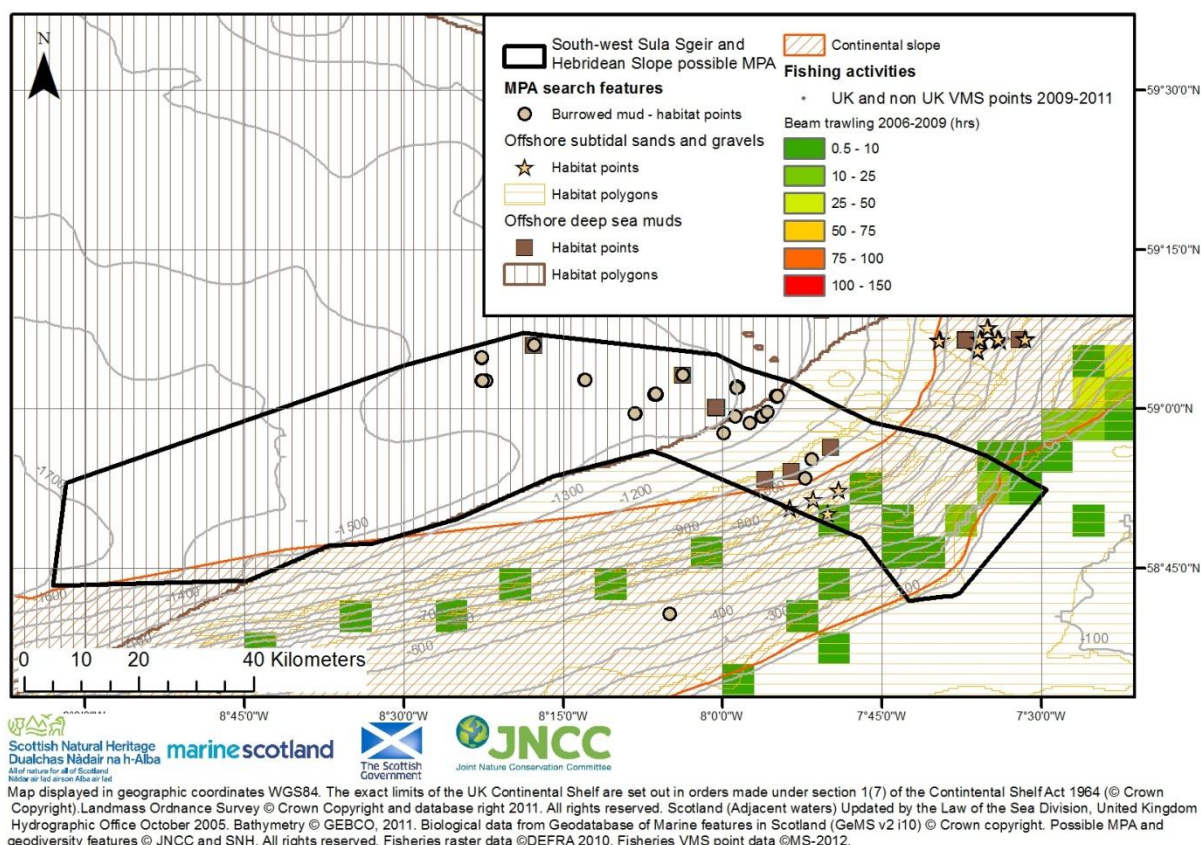 N
South-west Sula Sgeir and
Hebridean Slope possible MPA
MPA search features
Burrowed mud - habitat points
Offshore subtidal sands and gravels
Habitat points
Habitat polygons
Offshore deep sea muds
Habitat points
Habitat polygons
Continental slope
Fishing activities
UK and non UK VMS points 2009-2011
Beam trawling 2006-2009 (hrs)
0.5 - 10
10 - 25
25 - 50
50 - 75
75 - 100
100 - 150
59°30'0"N
59°15'0"N
59°0'0"N
58°45'0"N
-1700
-1600
-1500
-1400
-1300
-1200
-900
-800
-700
-500
-400
-300
-100
0 10 20 40 Kilometers
8°45'0"W 8°30'0"W 8°15'0"W 8°0'0"W 7°45'0"W 7°30'0"W
Scottish Natural Heritage
Dualchas Nàdair na h-Alba
All of nature for all of Scotland
Nàdar air fad airson Alba air fad
marinescotland
The Scottish
Government
JNCC
Joint Nature Conservation Committee
Map displayed in geographic coordinates WGS84. The exact limits of the UK Continental Shelf are set out in orders made under section 1(7) of the Contintental Shelf Act 1964 (© Crown
Copyright).Landmass Ordnance Survey © Crown Copyright and database right 2011. All rights reserved. Scotland (Adjacent waters) Updated by the Law of the Sea Division, United Kingdom
Hydrographic Office October 2005. Bathymetry © GEBCO, 2011. Biological data from Geodatabase of Marine features in Scotland (GeMS v2 i10) © Crown copyright. Possible MPA and
geodiversity features © JNCC and SNH. All rights reserved. Fisheries raster data ©DEFRA 2010. Fisheries VMS point data ©MS-2012.